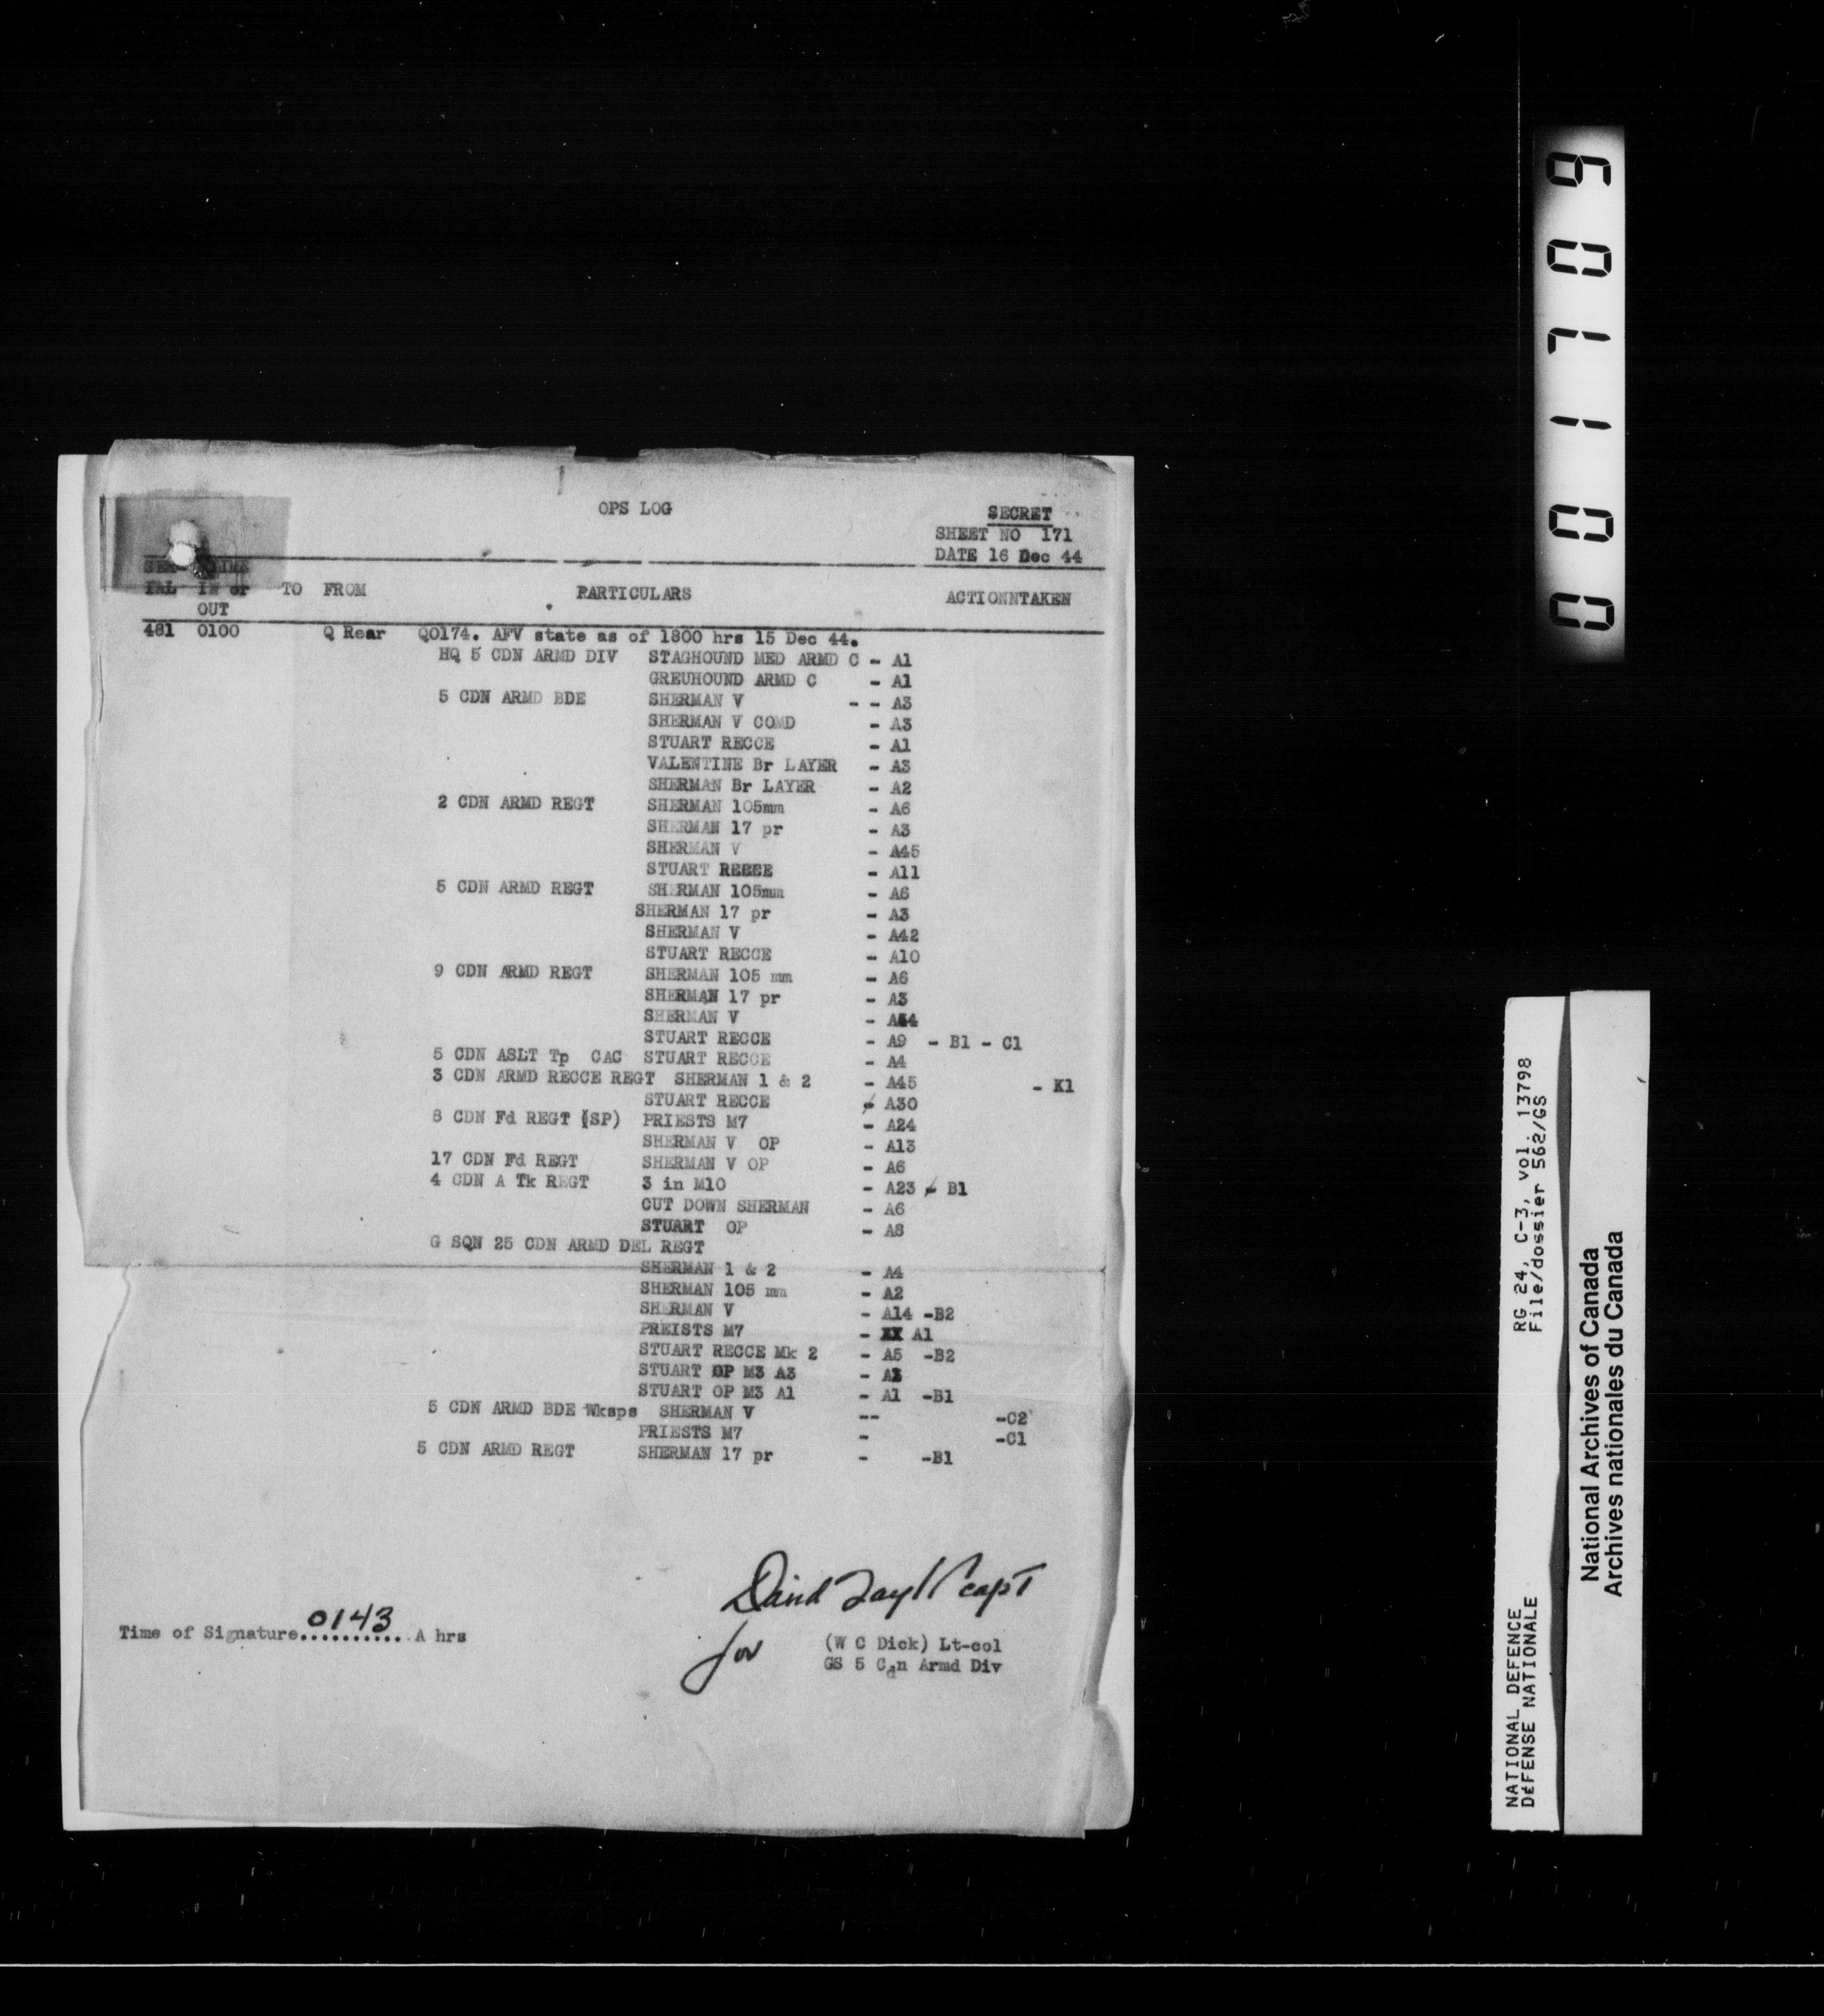 OPS LOG
SECRET
SHEET NO 171
DATE 16 Dec 44
IAL IN or TO FROM PARTICULARS ACTIONNTAKEN
OUT
481 0100 Q Rear Q0174. AFV state as of 1800 hrs 15 Dec 44.
HQ 5 CDN ARMD DIV STAGHOUND MED ARMD C - A1
GREUHOUND ARMD C - A1
5 CDN ARMD BDE SHERMAN V - - A3
SHERMAN V COMD - A3
STUART RECCE - A1
VALENTINE Br LAYER - A3
SHERMAN Br LAYER - A2
2 CDN ARMD REGT SHERMAN 105mm - A6
SHERMAN 17 pr - A3
SHERMAN V - A45
STUART RECCE - A11
5 CDN ARMD REGT SHERMAN 105mm - A6
SHERMAN 17 pr - A3
SHERMAN V - A42
STUART RECCE - A10
9 CDN ARMD REGT SHERMAN 105 mm - A6
SHERMAN 17 pr - A3
SHERMAN V -
STUART RECCE - A9 - B1 - C1
5 CDN ASLT Tp CAC STUART RECCE - A4
3 CDN ARMD RECCE REGT SHERMAN 1 & 2 - A45 - K1
STUART RECCE - A30
8 CDN Fd REGT (SP) PRIESTS M7 - A24
SHERMAN V OP - A13
17 CDN Fd REGT SHERMAN V OP - A6
4 CDN A Tk REGT 3 in M10 - A23 - B1
CUT DOWN SHERMAN - A6
STUART OP - A8
G SQN 25 CDN ARMD DEL REGT
SHERMAN 1 & 2 - A4
SHERMAN 105 mm - A2
SHERMAN V - A14 -B2
PREISTS M7 - XX A1
STUART RECCE Mk 2 - A5 -B2
STUART OP M3 A3 -
STUART OP M3 A1 - A1 -B1
5 CDN ARMD BDE Wksps SHERMAN V -- -C2
PRIESTS M7 - -C1
5 CDN ARMD REGT SHERMAN 17 pr - -B1
Capt
Time of Signature..0143.. A hrs
for (W C Dick) Lt-col
GS 5 Cdn Armd Div
0017109
RG 24, C-3, vol. 13798
File/dossier 562/GS
NATIONAL DEFENCE
DÉFENSE NATIONALE
National Archives of Canada
Archives nationales du Canada